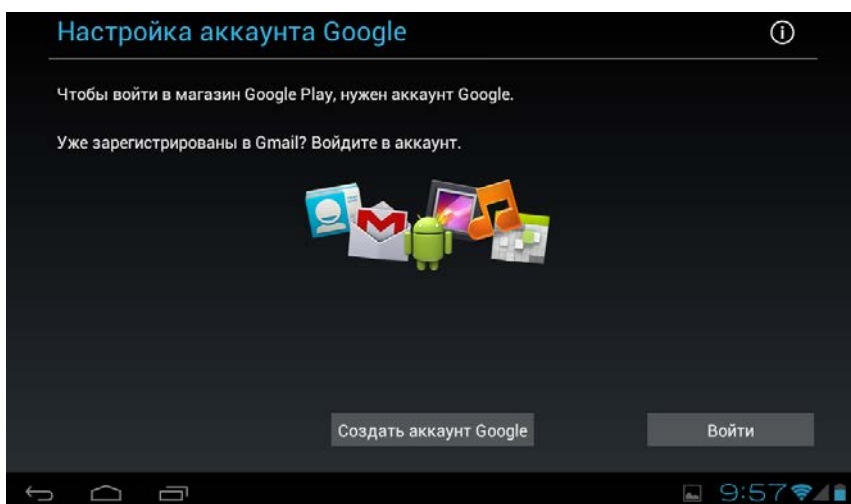 Настройка аккаунта Google
Чтобы войти в магазин Google Play, нужен аккаунт Google.
Уже зарегистрированы в Gmail? Войдите в аккаунт.
Создать аккаунт Google
Войти
9:57